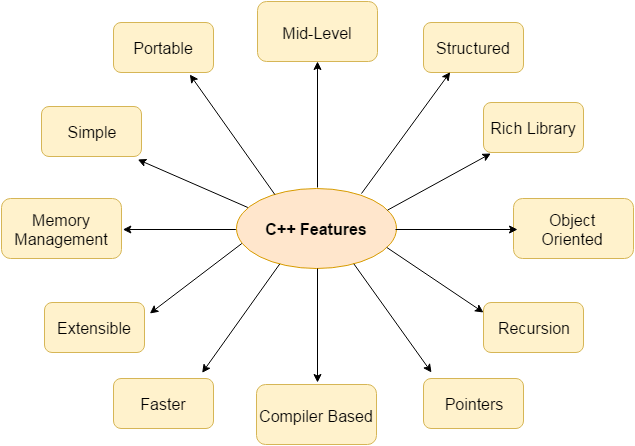 Mid-Level
Portable
Structured
Simple
Rich Library
Memory
Management
C++ Features
Object
Oriented
Extensible
Recursion
Faster
Compiler Based
Pointers